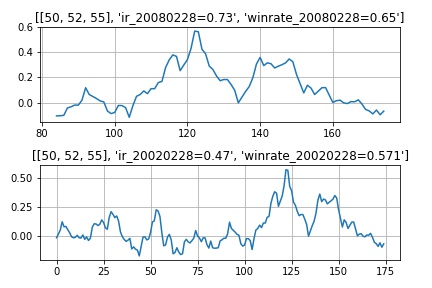 [[50, 52, 55], 'ir_20080228=0.73', 'winrate_20080228=0.65']
0.6
0.4
0.2
0.0
80 100 120 140 160
[[50, 52, 55], 'ir_20020228=0.47', 'winrate_20020228=0.571']
0.50
0.25
0.00
0 25 50 75 100 125 150 175